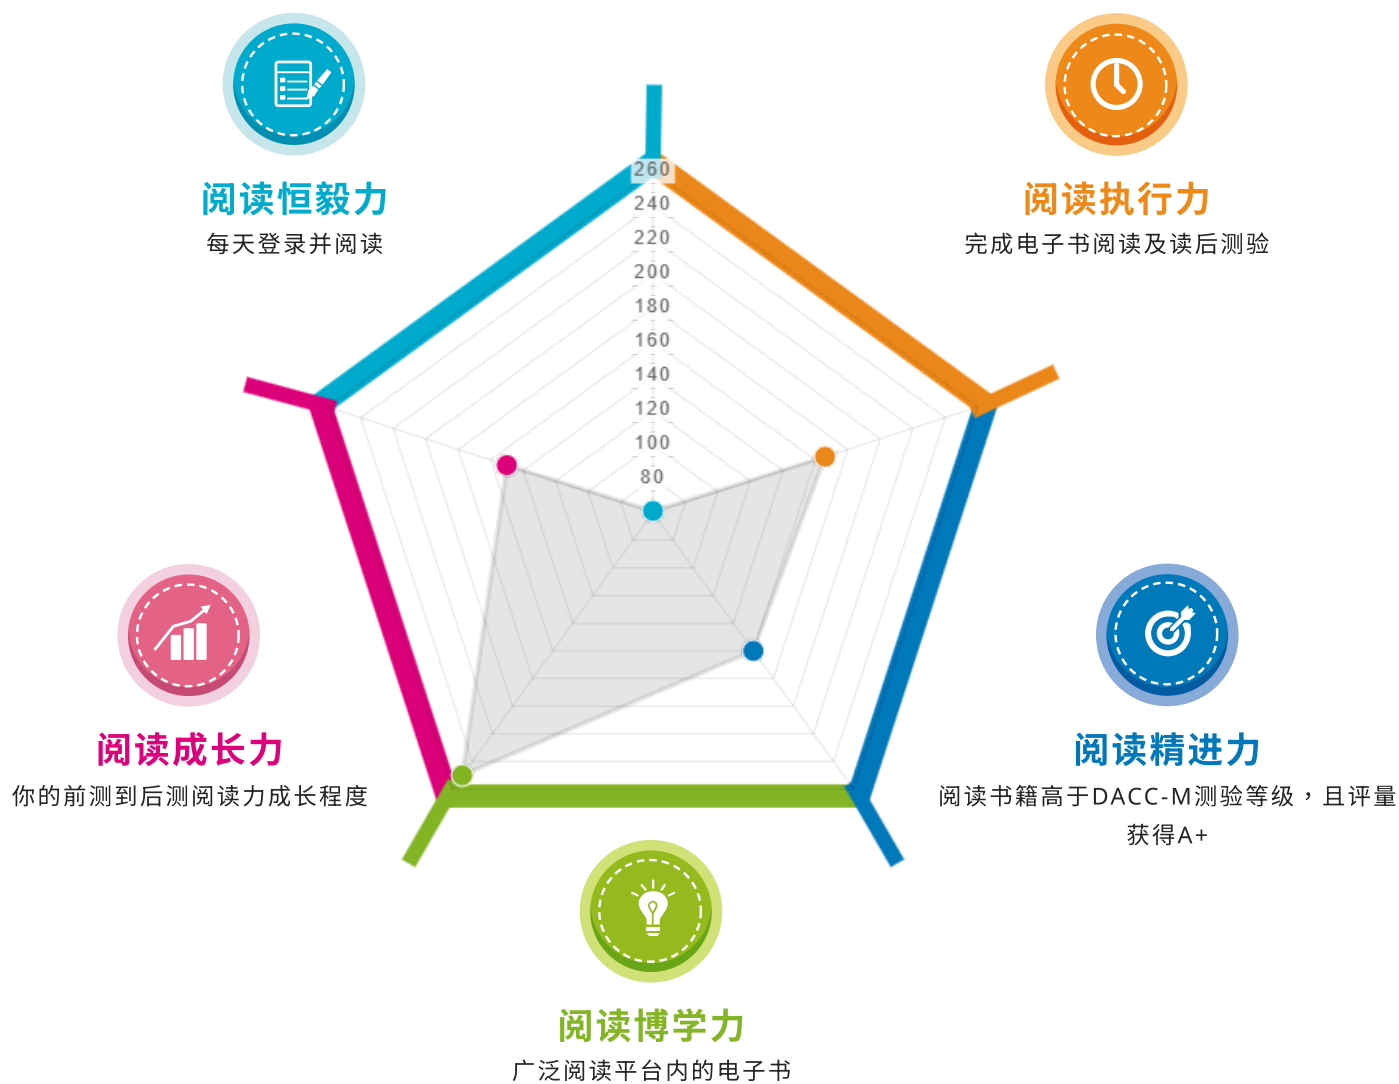 阅读恒毅力
每天登录并阅读
阅读执行力
完成电子书阅读及读后测验
260
240
220
200
180
160
140
120
100
80
阅读成长力
你的前测到后测阅读力成长程度
阅读精进力
阅读书籍高于DACC-M测验等级，且评量
获得A+
阅读博学力
广泛阅读平台内的电子书